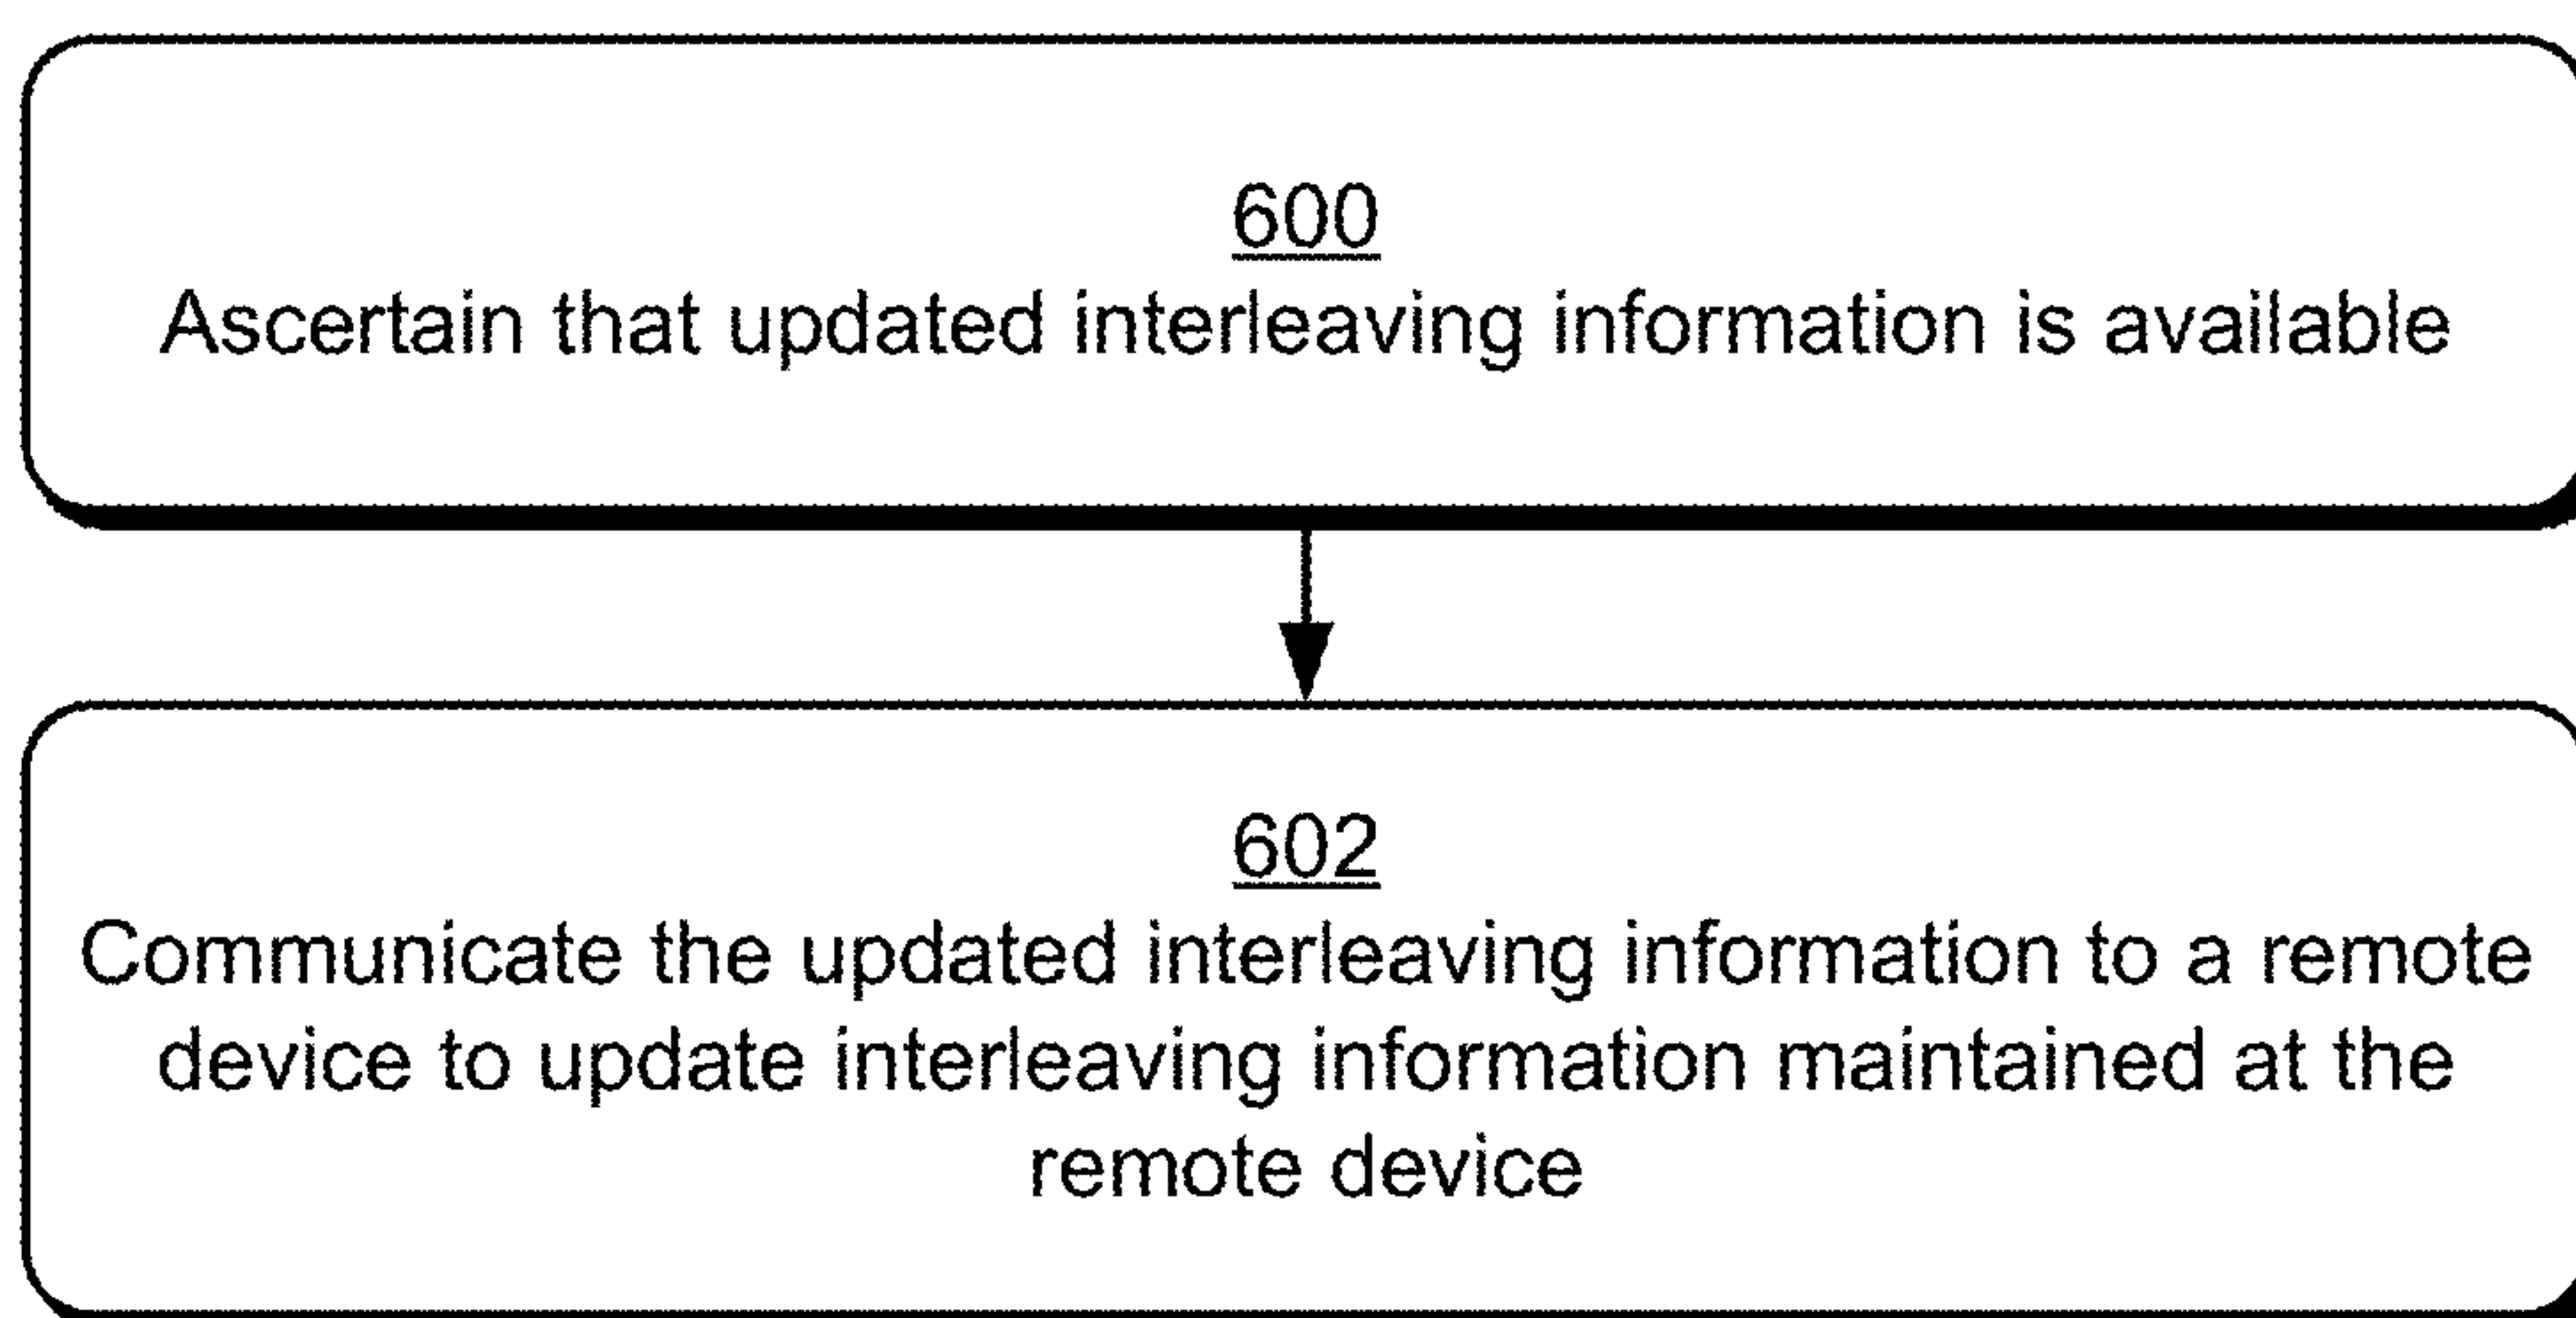 600
Ascertain that updated interleaving information is available
602
Communicate the updated interleaving information to a remote
device to update interleaving information maintained at the
remote device